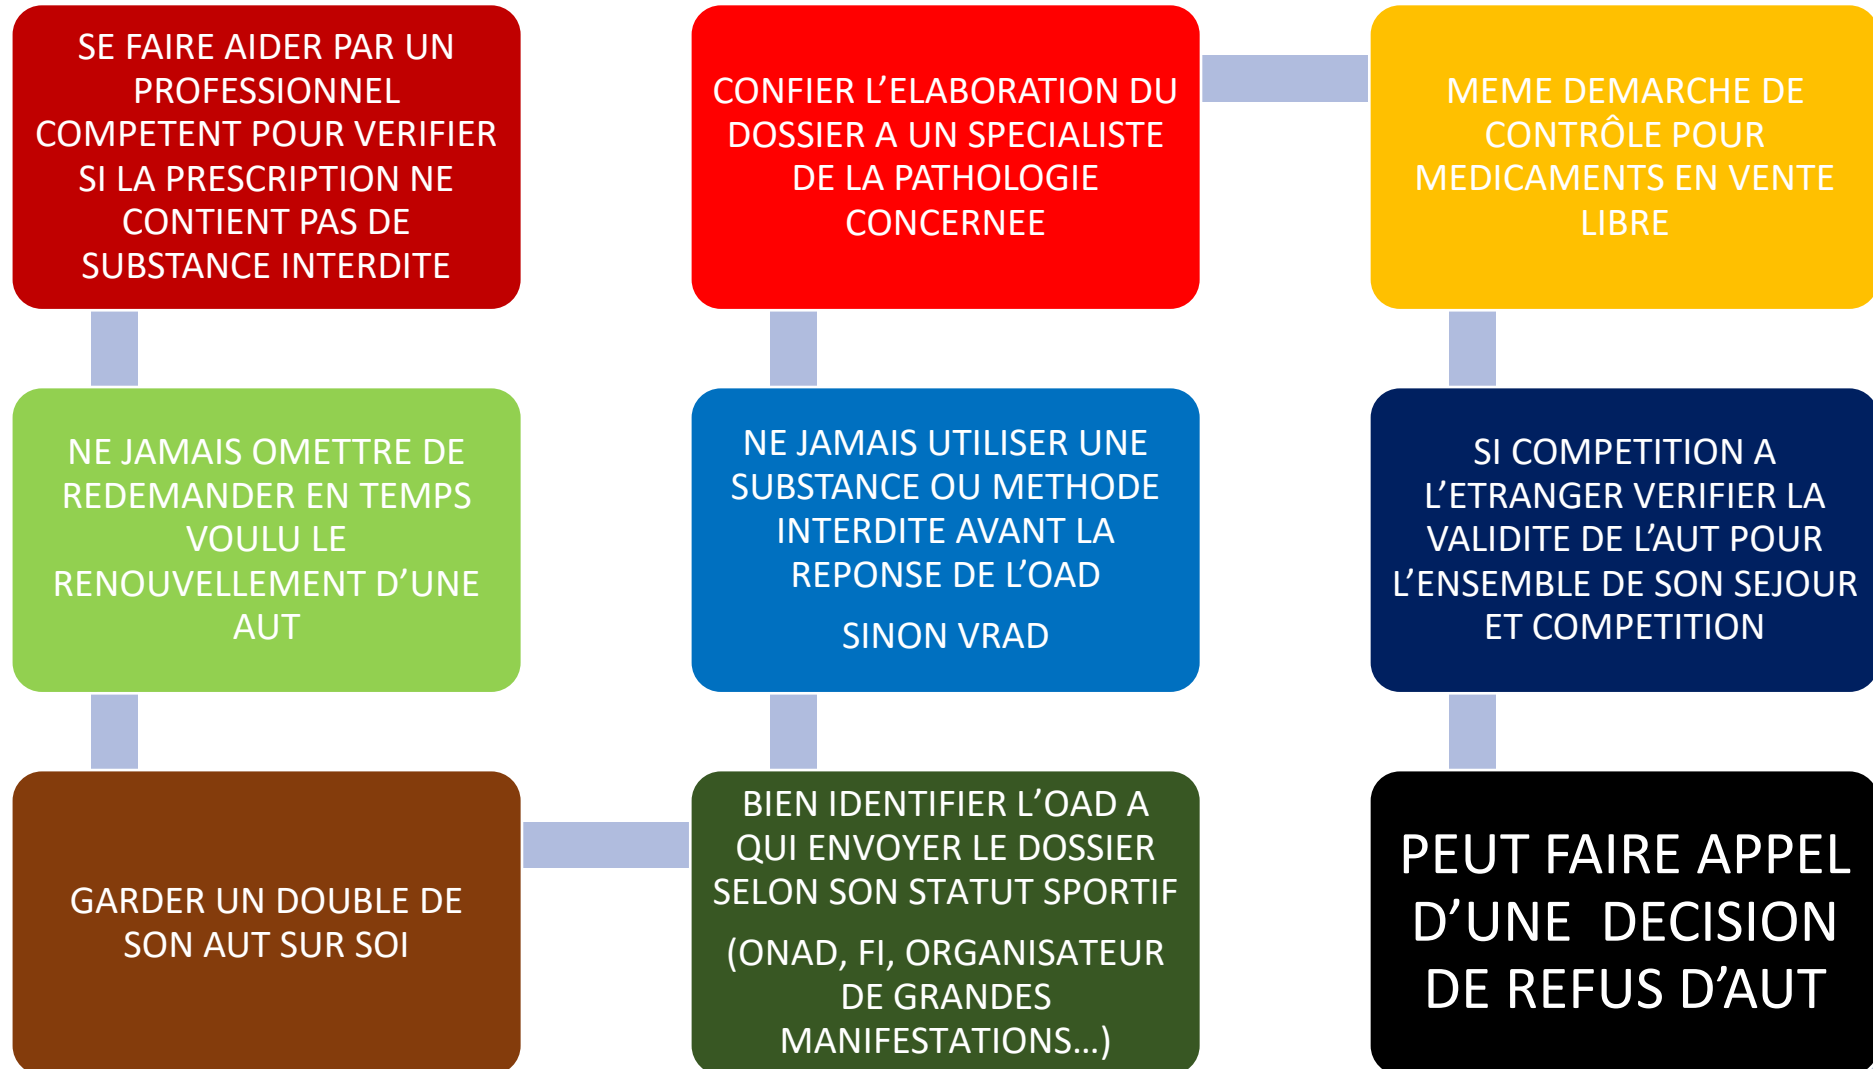 SE FAIRE AIDER PAR UN
PROFESSIONNEL
COMPETENT POUR VERIFIER
SI LA PRESCRIPTION NE
CONTIENT PAS DE
SUBSTANCE INTERDITE
NE JAMAIS OMETTRE DE
REDEMANDER EN TEMPS
VOULU LE
RENOUVELLEMENT D’UNE
AUT
GARDER UN DOUBLE DE
SON AUT SUR SOI
BIEN IDENTIFIER L’OAD A
QUI ENVOYER LE DOSSIER
SELON SON STATUT SPORTIF
(ONAD, FI, ORGANISATEUR
DE GRANDES
MANIFESTATIONS…)
NE JAMAIS UTILISER UNE
SUBSTANCE OU METHODE
INTERDITE AVANT LA
REPONSE DE L’OAD
SINON VRAD
CONFIER L’ELABORATION DU
DOSSIER A UN SPECIALISTE
DE LA PATHOLOGIE
CONCERNEE
MEME DEMARCHE DE
CONTRÔLE POUR
MEDICAMENTS EN VENTE
LIBRE
SI COMPETITION A
L’ETRANGER VERIFIER LA
VALIDITE DE L’AUT POUR
L’ENSEMBLE DE SON SEJOUR
ET COMPETITION
PEUT FAIRE APPEL
D’UNE DECISION
DE REFUS D’AUT